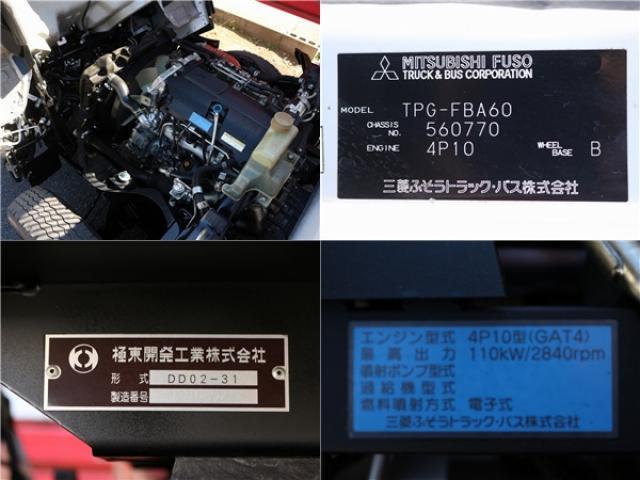 MITSUBISHI FUSO
TRUCK & BUS CORPORATION
MODEL TPG-FBA60
CHASSIS NO. 560770
ENGINE 4P10 WHEEL BASE B
三菱ふそうトラック・バス株式会社
極東開発工業株式会社
形式 DD02-31
製造番号
エンジン型式 4P10型(GAT4)
最高出力 110kW/2840rpm
噴射ポンプ型式
過給機型式
燃料噴射方式 電子式
三菱ふそうトラック・バス株式会社